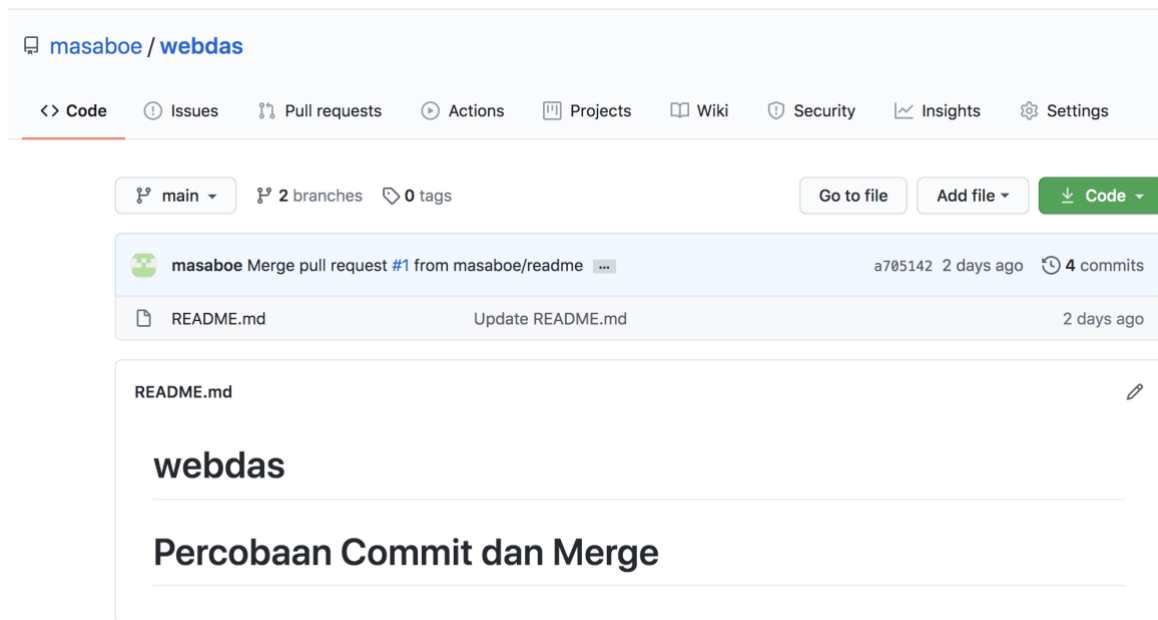 masaboe / webdas
<> Code Issues Pull requests Actions Projects Wiki Security Insights Settings
main 2 branches 0 tags Go to file Add file Code
masaboe Merge pull request #1 from masaboe/readme ... a705142 2 days ago 4 commits
README.md Update README.md 2 days ago
README.md
webdas
Percobaan Commit dan Merge